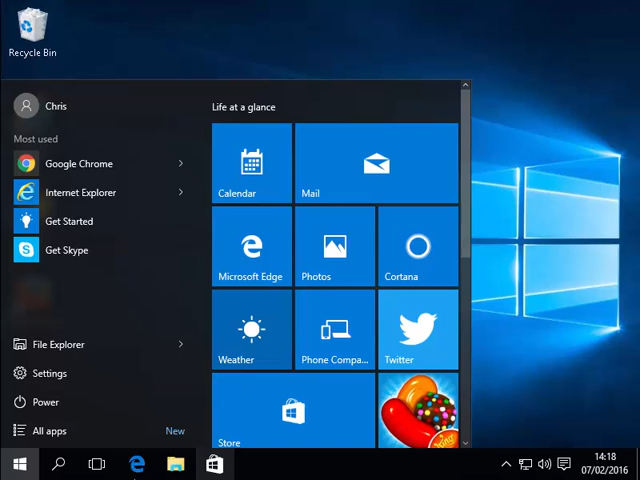 Recycle Bin
Chris
Life at a glance
Most used
Google Chrome
Internet Explorer
Get Started
Get Skype
Calendar
Mail
Microsoft Edge
Photos
Cortana
Weather
Phone Compa...
Twitter
Store
File Explorer
Settings
Power
All apps
New
14:18
07/02/2016